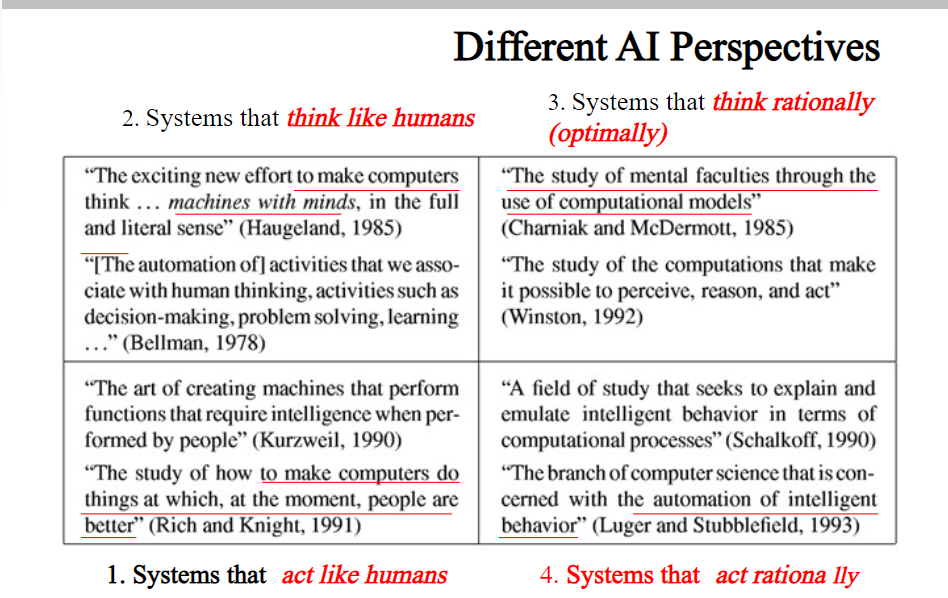 Different AI Perspectives
2. Systems that think like humans
3. Systems that think rationally
(optimally)
“The exciting new effort to make computers
think ... machines with minds, in the full
and literal sense” (Haugeland, 1985)
“[The automation of] activities that we asso-
ciate with human thinking, activities such as
decision-making, problem solving, learning
...” (Bellman, 1978)
“The study of mental faculties through the
use of computational models”
(Charniak and McDermott, 1985)
“The study of the computations that make
it possible to perceive, reason, and act”
(Winston, 1992)
“The art of creating machines that perform
functions that require intelligence when per-
formed by people” (Kurzweil, 1990)
“The study of how to make computers do
things at which, at the moment, people are
better” (Rich and Knight, 1991)
“A field of study that seeks to explain and
emulate intelligent behavior in terms of
computational processes” (Schalkoff, 1990)
“The branch of computer science that is con-
cerned with the automation of intelligent
behavior” (Luger and Stubblefield, 1993)
1. Systems that act like humans
4. Systems that act rationa lly